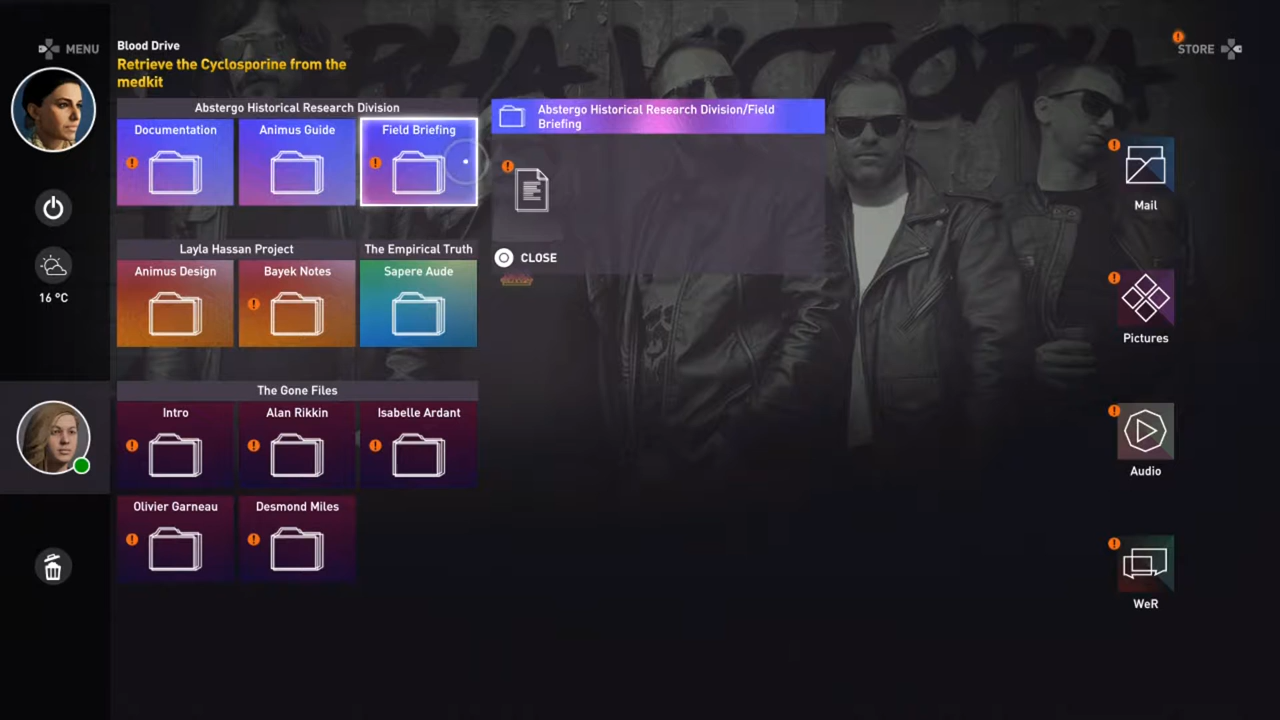 MENU
Blood Drive
STORE
Retrieve the Cyclosporine from the
medkit
Abstergo Historical Research Division
Documentation
Animus Guide
Field Briefing
Abstergo Historical Research Division/Field
Briefing
CLOSE
Layla Hassan Project
The Empirical Truth
Animus Design
Bayek Notes
Sapere Aude
16 °C
The Gone Files
Intro
Alan Rikkin
Isabelle Ardant
Olivier Garneau
Desmond Miles
Mail
Pictures
Audio
WeR